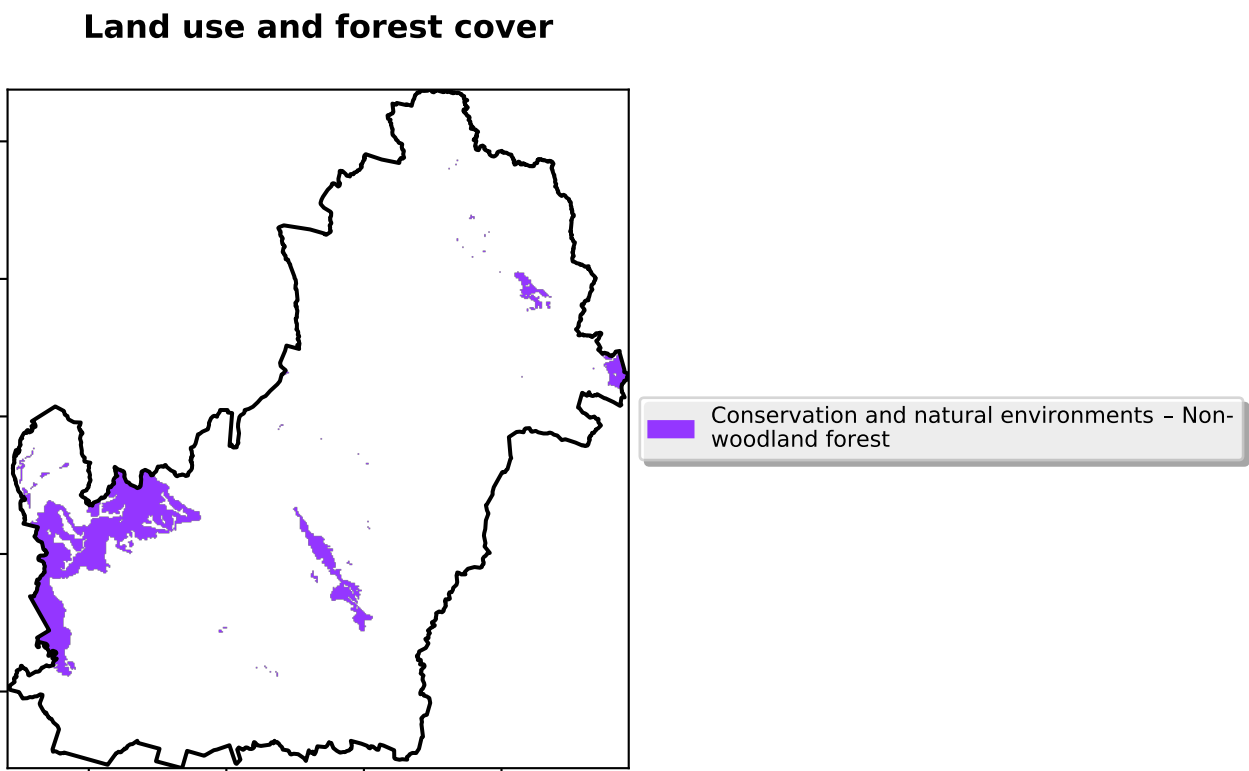 Land use and forest cover
Conservation and natural environments – Non-
woodland forest